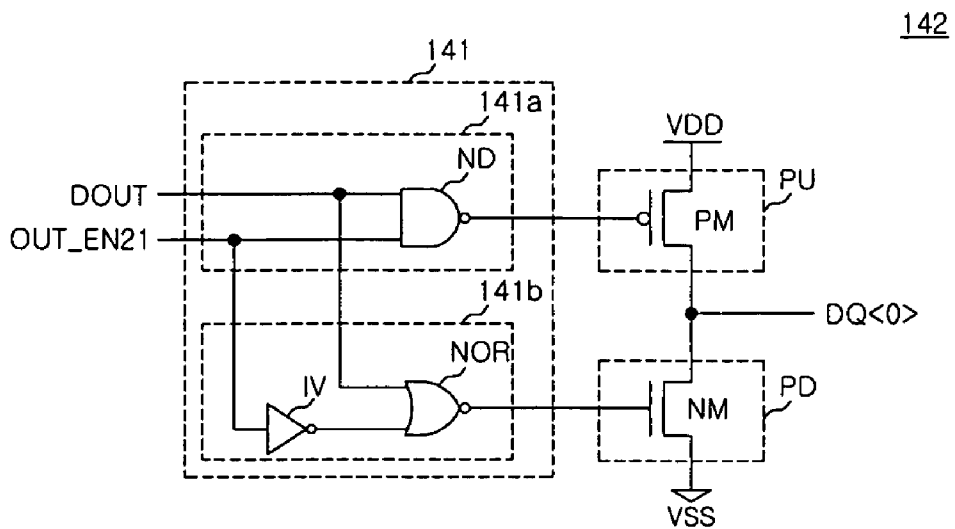 142
141
141a
VDD
ND
PU
DOUT
PM
OUT_EN21
141b
DQ<0>
NOR
PD
IV
NM
VSS